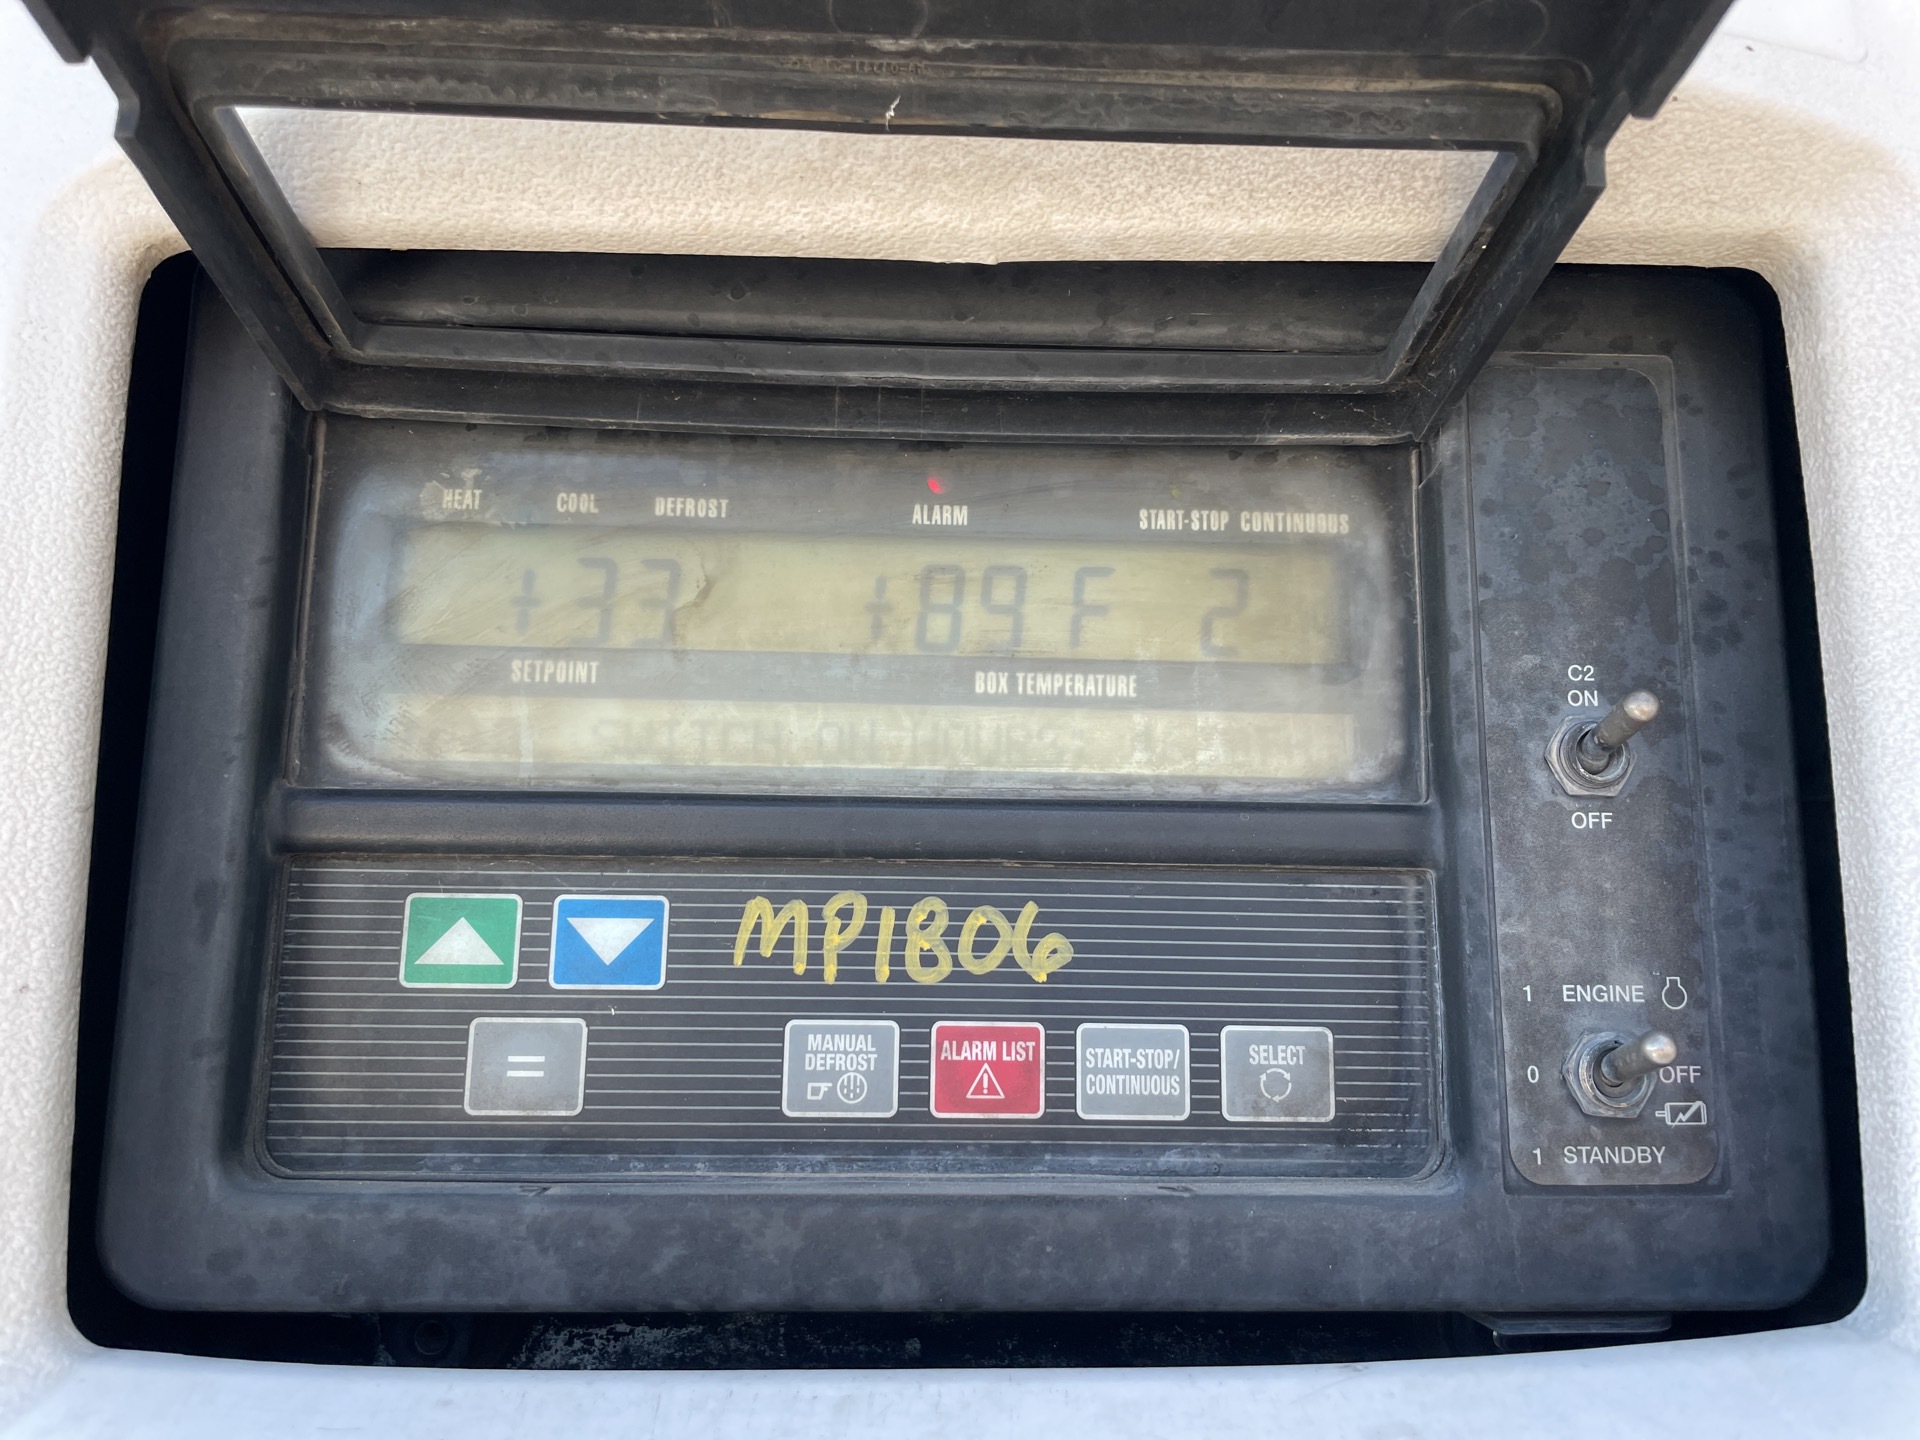 HEAT COOL DEFROST ALARM START-STOP CONTINUOUS
+33 +89 F 2
SETPOINT BOX TEMPERATURE
C2
ON
OFF
MP1806
=
MANUAL
DEFROST
ALARM LIST
START-STOP/
CONTINUOUS
SELECT
1 ENGINE
0 OFF
1 STANDBY